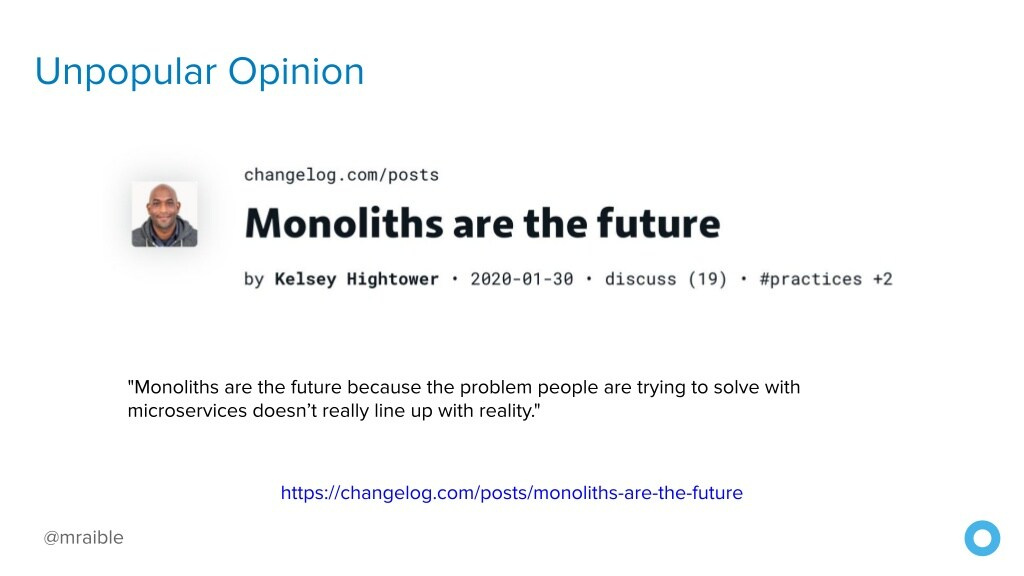 Unpopular Opinion
changelog.com/posts
Monoliths are the future
by Kelsey Hightower • 2020-01-30 • discuss (19) • #practices +2
"Monoliths are the future because the problem people are trying to solve with
microservices doesn’t really line up with reality."
https://changelog.com/posts/monoliths-are-the-future
@mraible